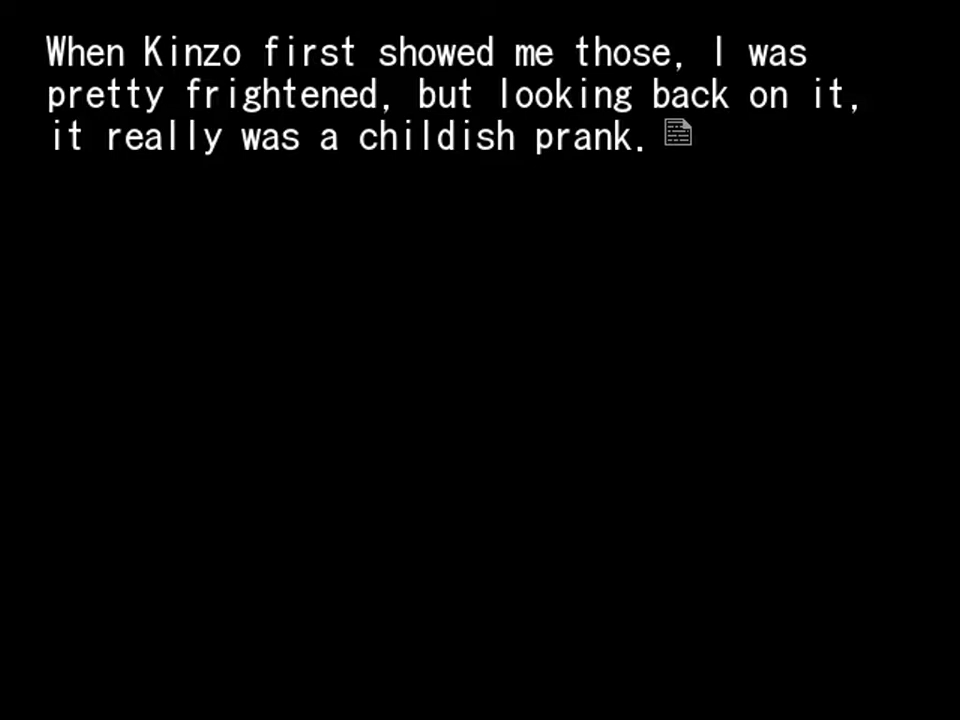 When Kinzo first showed me those, I was
pretty frightened, but looking back on it,
it really was a childish prank.